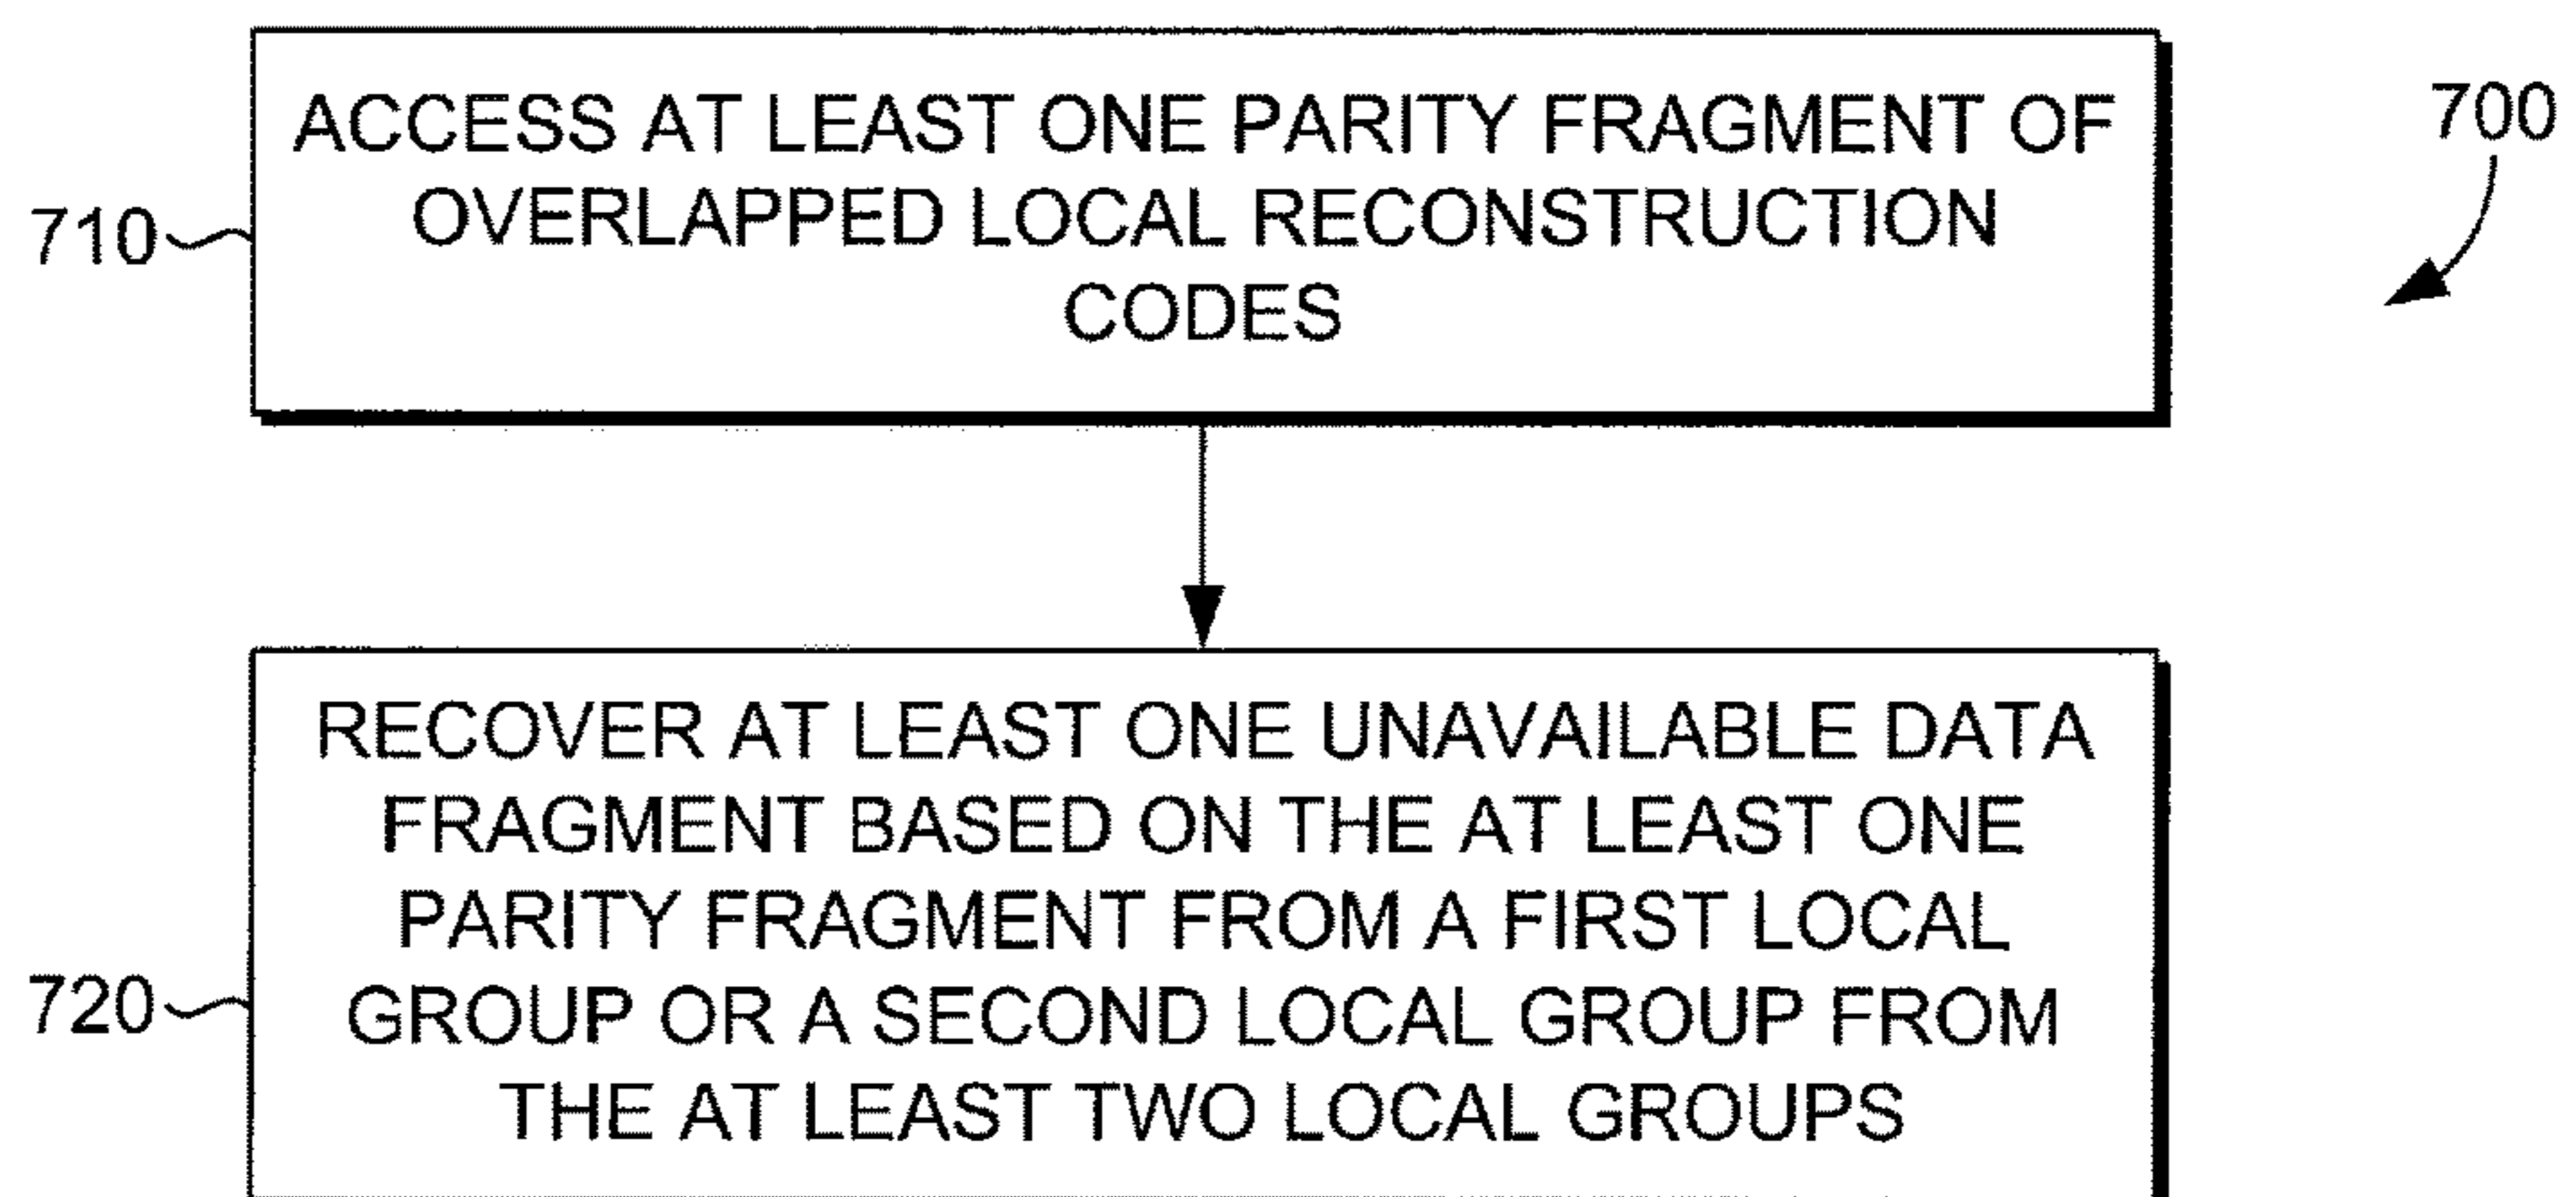 ACCESS AT LEAST ONE PARITY FRAGMENT OF
OVERLAPPED LOCAL RECONSTRUCTION
CODES
700
710
RECOVER AT LEAST ONE UNAVAILABLE DATA
FRAGMENT BASED ON THE AT LEAST ONE
PARITY FRAGMENT FROM A FIRST LOCAL
GROUP OR A SECOND LOCAL GROUP FROM
THE AT LEAST TWO LOCAL GROUPS
720